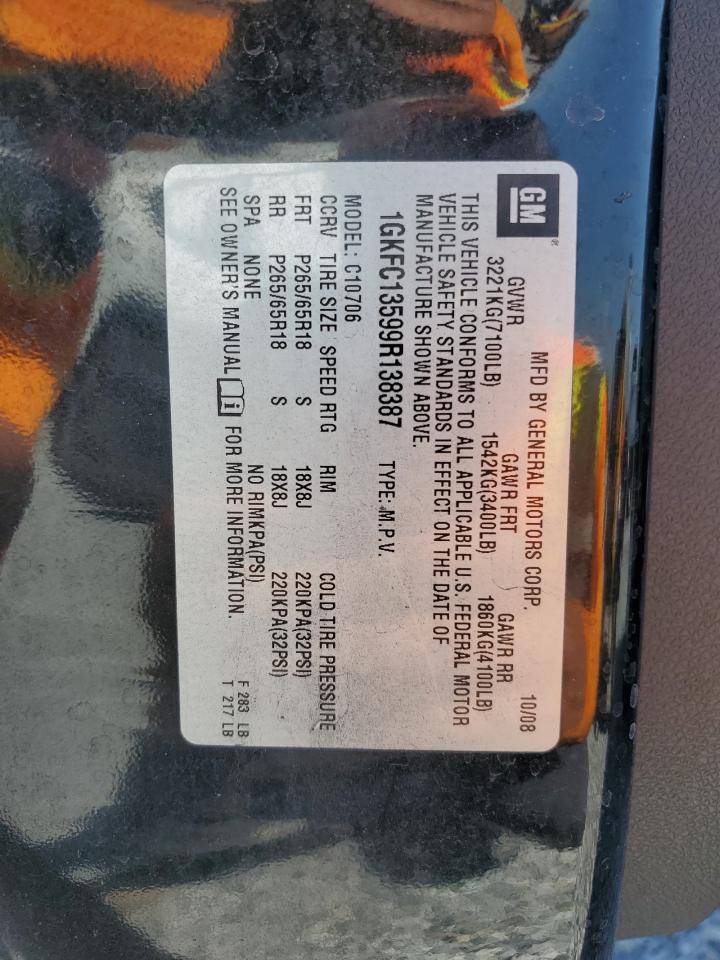 GM®
MFD BY GENERAL MOTORS CORP. 10/08
GVWR GAWR FRT GAWR RR
3221KG(7100LB) 1542KG(3400LB) 1860KG(4100LB)
THIS VEHICLE CONFORMS TO ALL APPLICABLE U.S. FEDERAL MOTOR
VEHICLE SAFETY STANDARDS IN EFFECT ON THE DATE OF
MANUFACTURE SHOWN ABOVE.
1GKFC13599R138387 TYPE: M.P.V.
MODEL: C10706
CCRV TIRE SIZE SPEED RTG RIM COLD TIRE PRESSURE
FRT P265/65R18 S 18X8J 220KPA(32PSI)
RR P265/65R18 S 18X8J 220KPA(32PSI)
SPA NONE NO RIMKPA(PSI)
SEE OWNER'S MANUAL i FOR MORE INFORMATION.
F 283 LB
T 217 LB